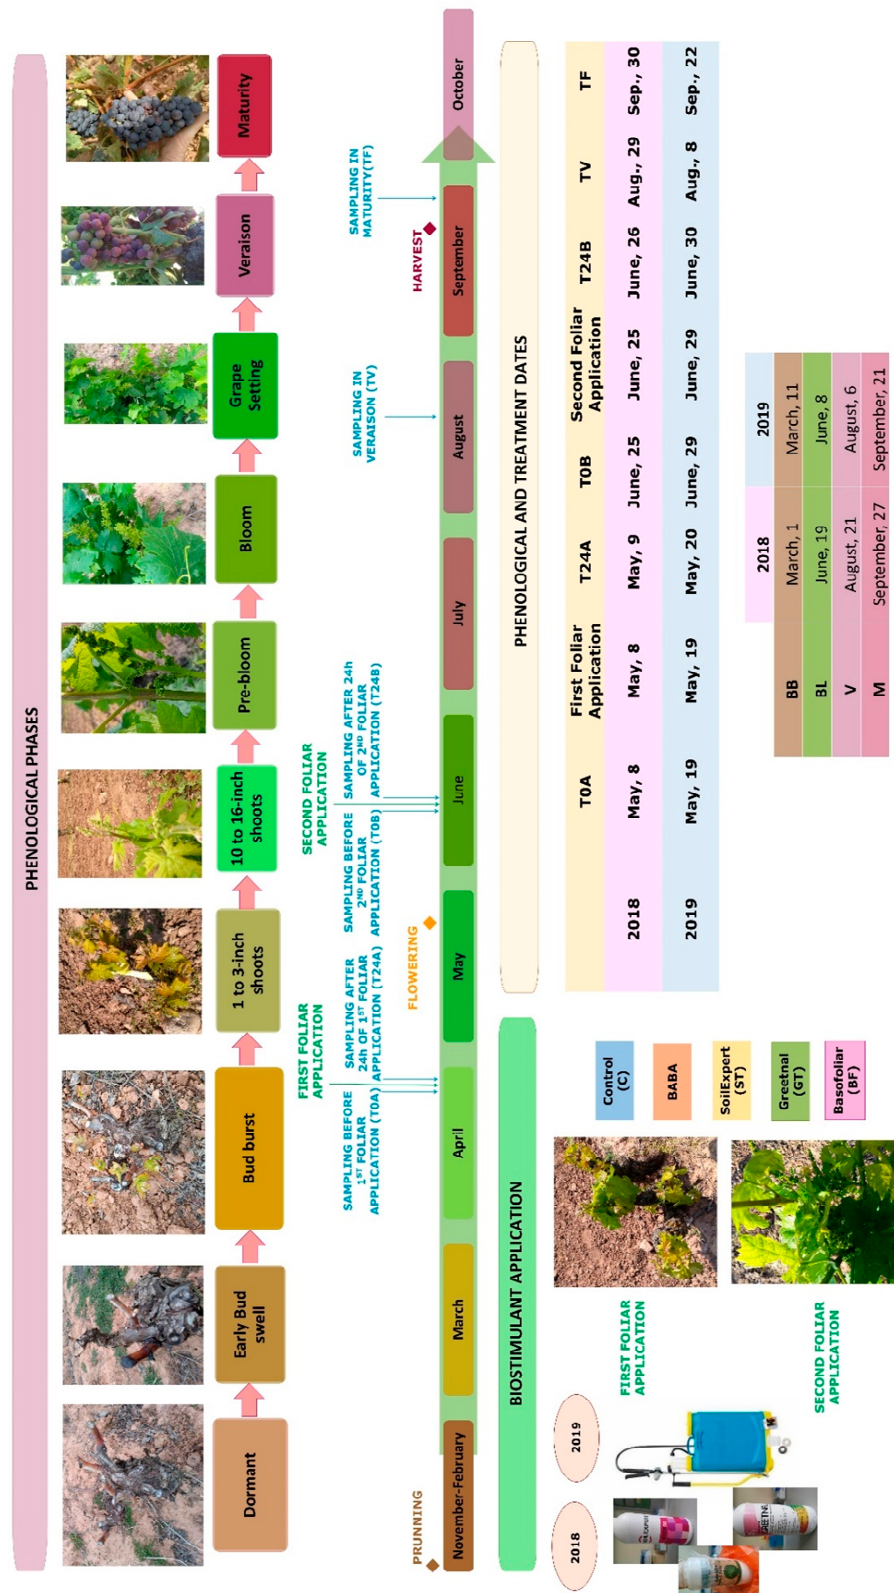 PHENOLOGICAL PHASES
Dormant
Early Bud
swell
Bud burst
1 to 3-inch
shoots
10 to 16-inch
shoots
Pre-bloom
Bloom
Grape
Setting
Veraison
Maturity
FIRST FOLIAR
APPLICATION
SECOND FOLIAR
APPLICATION
SAMPLING BEFORE
1ST FOLIAR
APPLICATION (T0A)
SAMPLING AFTER
24h OF 1ST FOLIAR
APPLICATION (T24A)
SAMPLING BEFORE
2ND FOLIAR
APPLICATION (T0B)
SAMPLING AFTER 24h
OF 2ND FOLIAR
APPLICATION (T24B)
SAMPLING IN
VERAISON (TV)
SAMPLING IN
MATURITY(TF)
PRUNNING
FLOWERING
HARVEST
November-February
March
April
May
June
July
August
September
October
BIOSTIMULANT APPLICATION
2018
2019
FIRST FOLIAR
APPLICATION
SECOND FOLIAR
APPLICATION
Control
(C)
BABA
SoilExpert
(ST)
Greetnal
(GT)
Basofoliar
(BF)
PHENOLOGICAL AND TREATMENT DATES
T0A First Foliar Application T24A T0B Second Foliar Application T24B TV TF
2018 May, 8 May, 8 May, 9 June, 25 June, 25 June, 26 Aug., 29 Sep., 30
2019 May, 19 May, 19 May, 20 June, 29 June, 29 June, 30 Aug., 8 Sep., 22
2018 2019
BB March, 1 March, 11
BL June, 19 June, 8
V August, 21 August, 6
M September, 27 September, 21